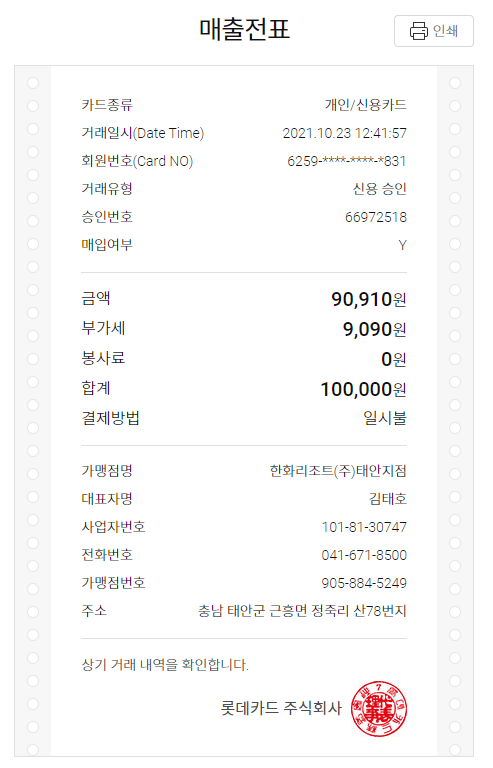 매출전표
인쇄
카드종류 개인/신용카드
거래일시(Date Time) 2021.10.23 12:41:57
회원번호(Card NO) 6259-****-****-*831
거래유형 신용 승인
승인번호 66972518
매입여부 Y
금액 90,910원
부가세 9,090원
봉사료 0원
합계 100,000원
결제방법 일시불
가맹점명 한화리조트(주)태안지점
대표자명 김태호
사업자번호 101-81-30747
전화번호 041-671-8500
가맹점번호 905-884-5249
주소 충남 태안군 근흥면 정죽리 산78번지
상기 거래 내역을 확인합니다.
롯데카드 주식회사